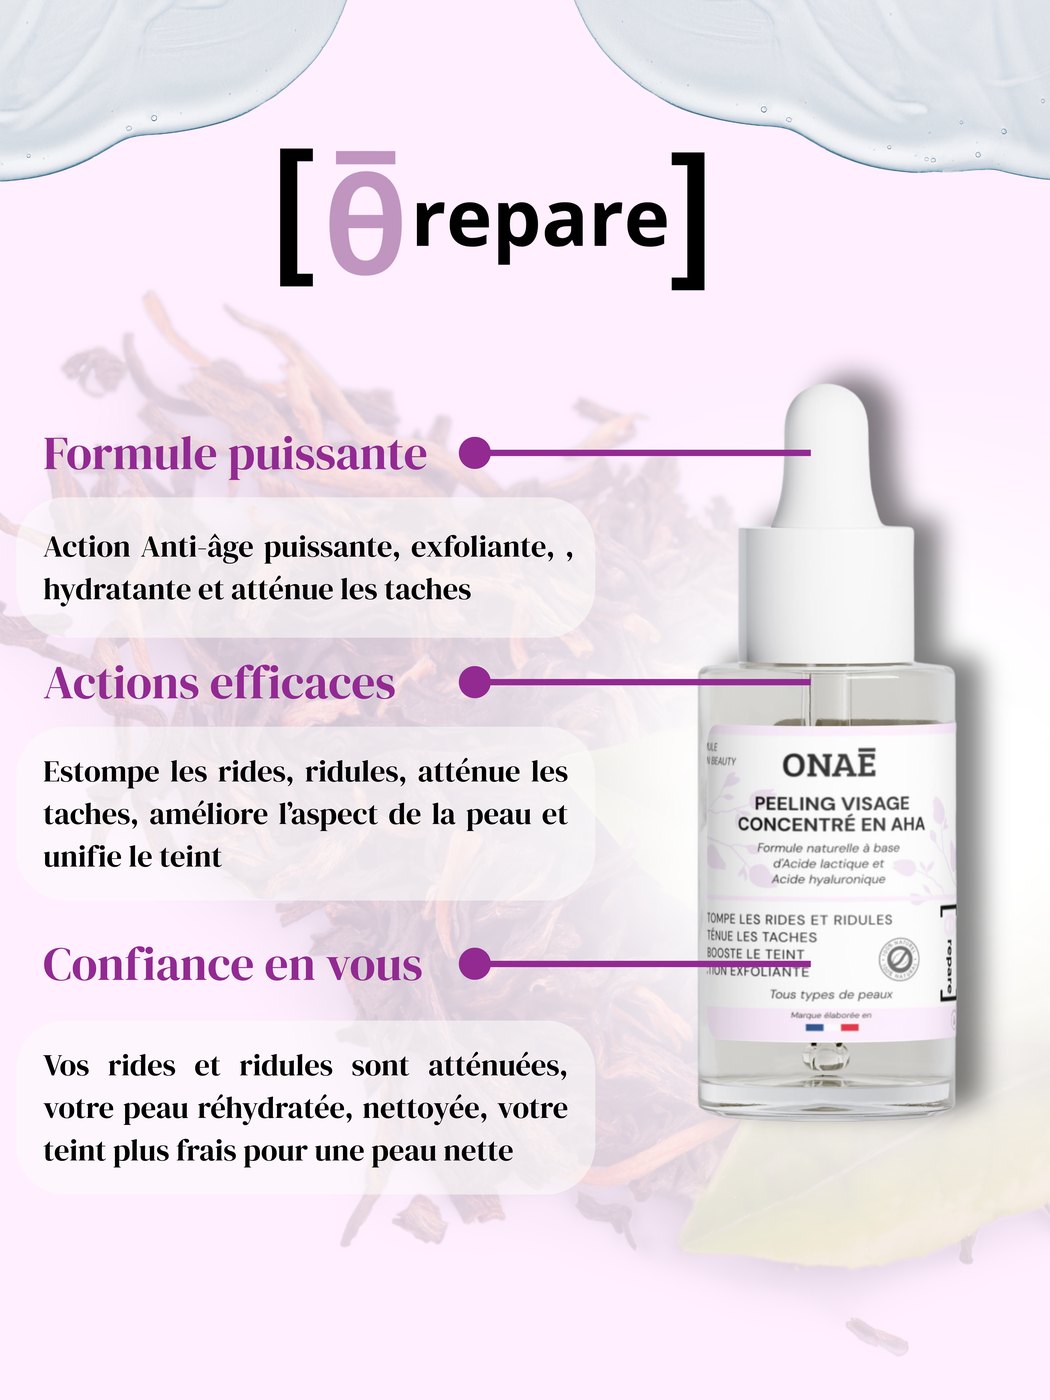 [ō repare]
Formule puissante
Action Anti-âge puissante, exfoliante, ,
hydratante et atténue les taches
Actions efficaces
Estompe les rides, ridules, atténue les
taches, améliore l’aspect de la peau et
unifie le teint
Confiance en vous
Vos rides et ridules sont atténuées,
votre peau réhydratée, nettoyée, votre
teint plus frais pour une peau nette
BEAUTY
ONAĒ
PEELING VISAGE
CONCENTRÉ EN AHA
Formule naturelle à base
d'Acide lactique et
Acide hyaluronique
TOMPE LES RIDES ET RIDULES
TÉNUE LES TACHES
BOOSTE LE TEINT
TION EXFOLIANTE
Tous types de peaux
Marque élaborée en
repare]